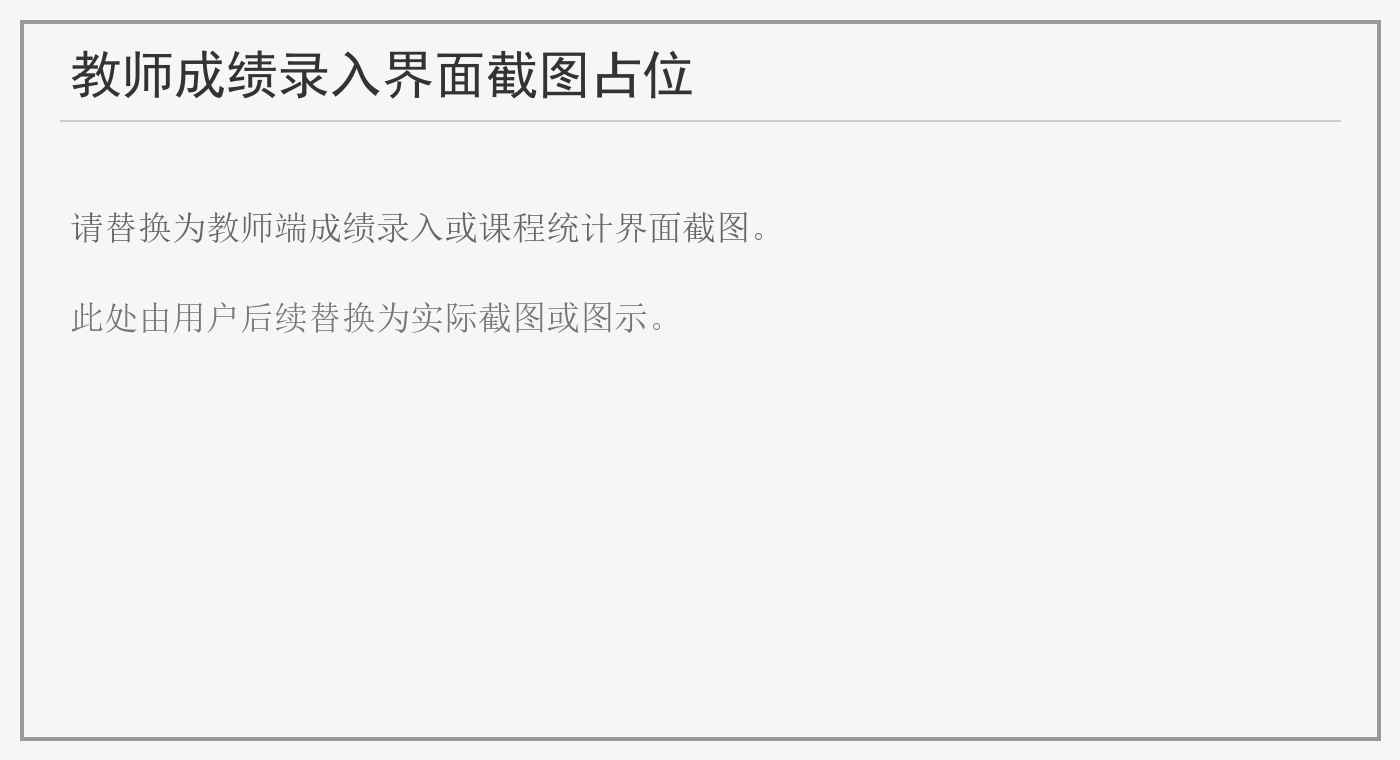 教师成绩录入界面截图占位
请替换为教师端成绩录入或课程统计界面截图。
此处由用户后续替换为实际截图或图示。